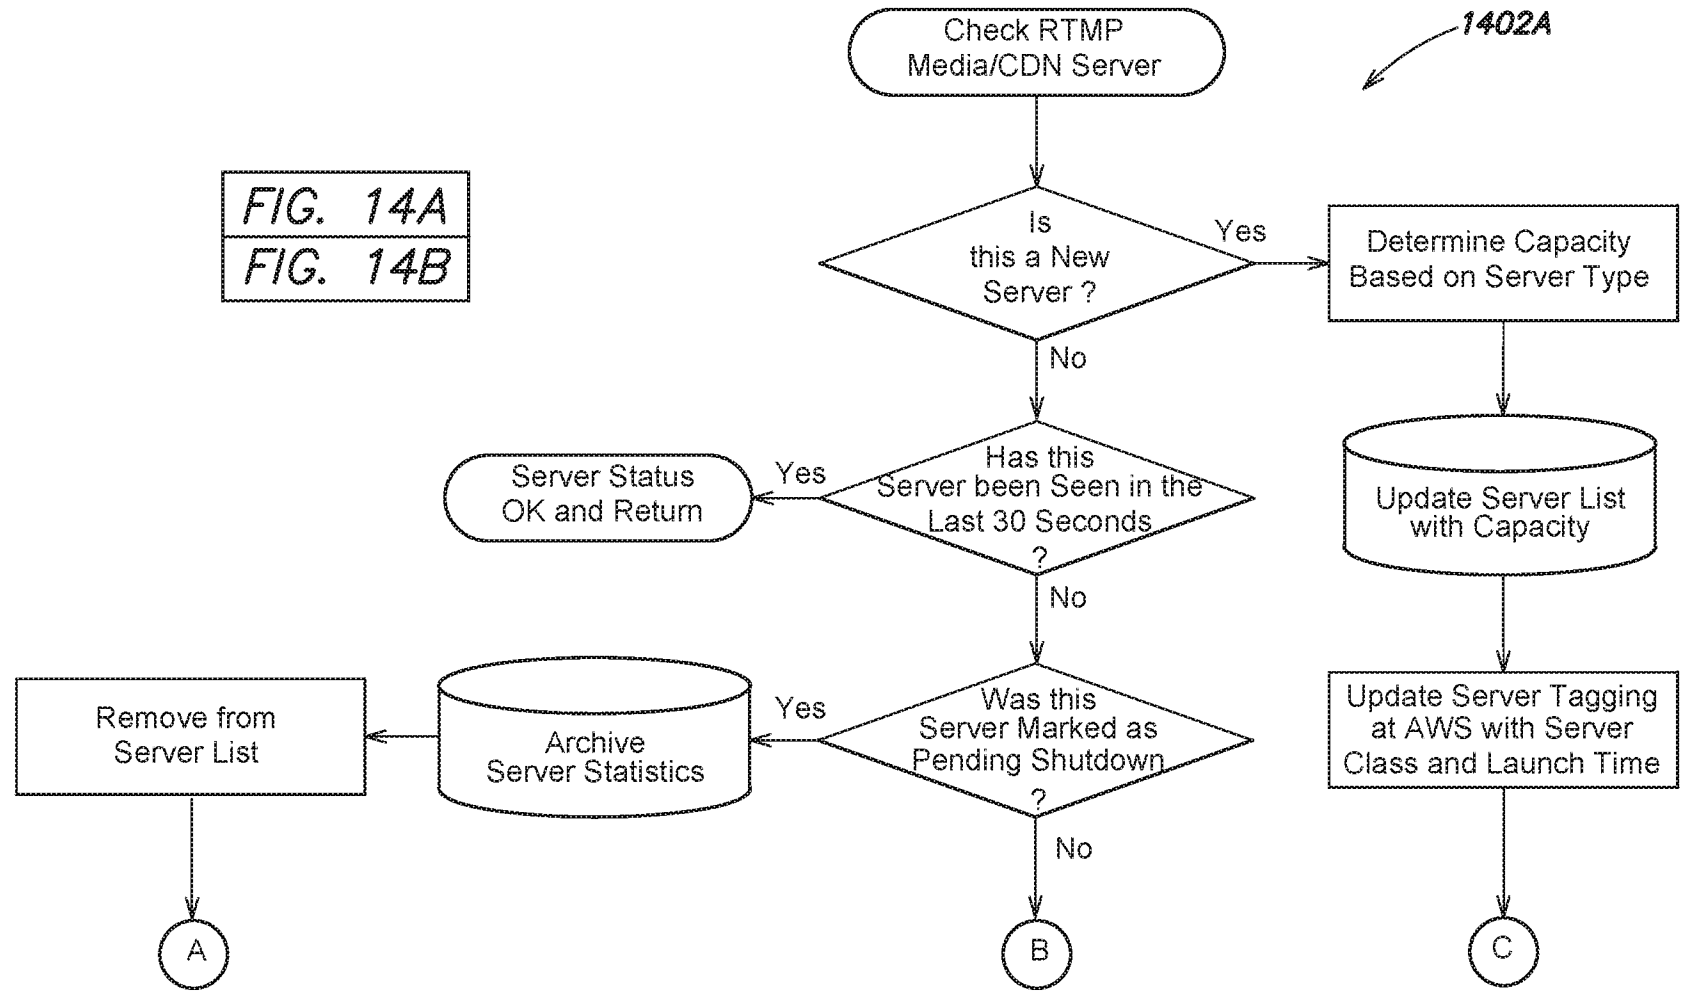 Check RTMP
Media/CDN Server
1402A
FIG. 14A
FIG. 14B
Is
this a New
Server ?
Yes
Determine Capacity
Based on Server Type
No
Server Status
OK and Return
Yes
Has this
Server been Seen in the
Last 30 Seconds
?
Update Server List
with Capacity
No
Remove from
Server List
Archive
Server Statistics
Yes
Was this
Server Marked as
Pending Shutdown
?
Update Server Tagging
at AWS with Server
Class and Launch Time
No
A
B
C